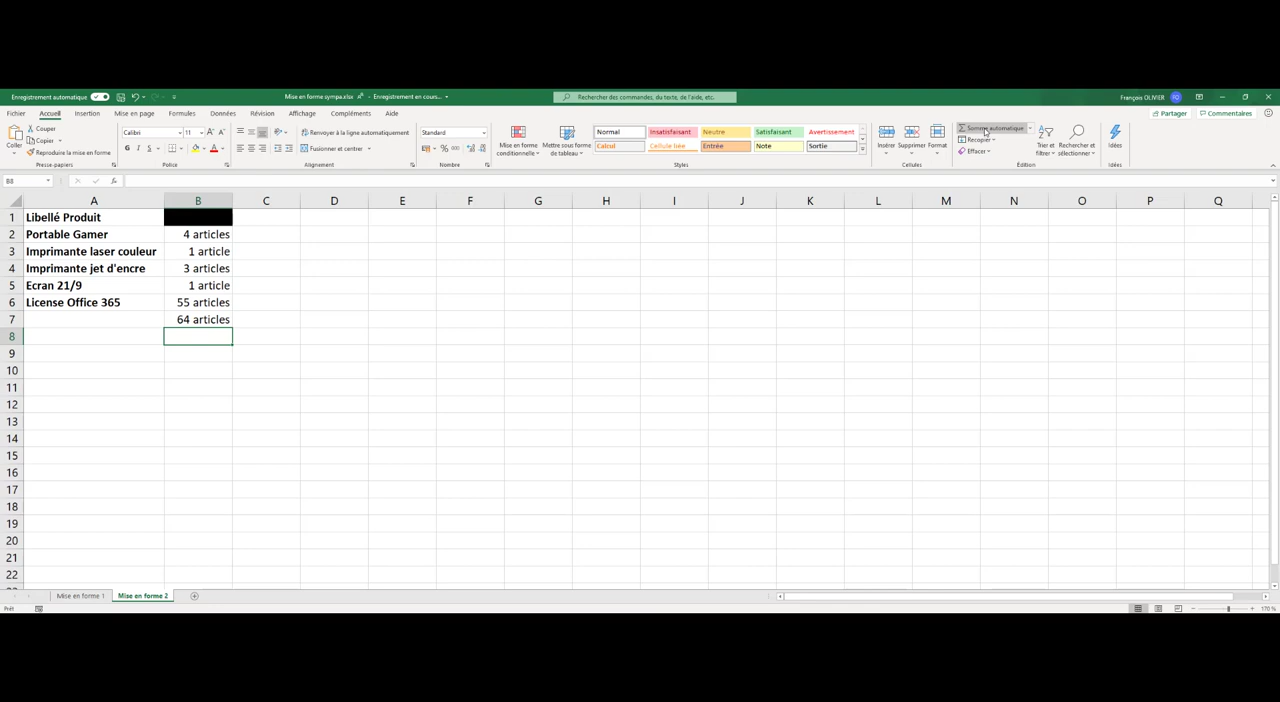 Enregistrement automatique
Mise en forme sympa.xlsx
Enregistrement en cours...
Rechercher des commandes, du texte, de l'aide, etc.
François OLIVIER FO
Fichier Accueil Insertion Mise en page Formules Données Révision Affichage Compléments Aide
Partager Commentaires
Coller
Couper
Copier
Reproduire la mise en forme
Presse-papiers
Calibri 11
G I S
Police
Renvoyer à la ligne automatiquement
Fusionner et centrer
Alignement
Standard
Nombre
Mise en forme conditionnelle
Mettre sous forme de tableau
Normal Insatisfaisant Neutre Satisfaisant Avertissement
Calcul Cellule liée Entrée Note Sortie
Styles
Insérer Supprimer Format
Cellules
Somme automatique
Recopier
Effacer
Trier et filtrer
Rechercher et sélectionner
Édition
Idées
Idées
B8
A B C D E F G H I J K L M N O P Q
1 Libellé Produit
2 Portable Gamer 4 articles
3 Imprimante laser couleur 1 article
4 Imprimante jet d'encre 3 articles
5 Ecran 21/9 1 article
6 License Office 365 55 articles
7 64 articles
8
9
10
11
12
13
14
15
16
17
18
19
20
21
22
Mise en forme 1 Mise en forme 2
Prêt
170 %